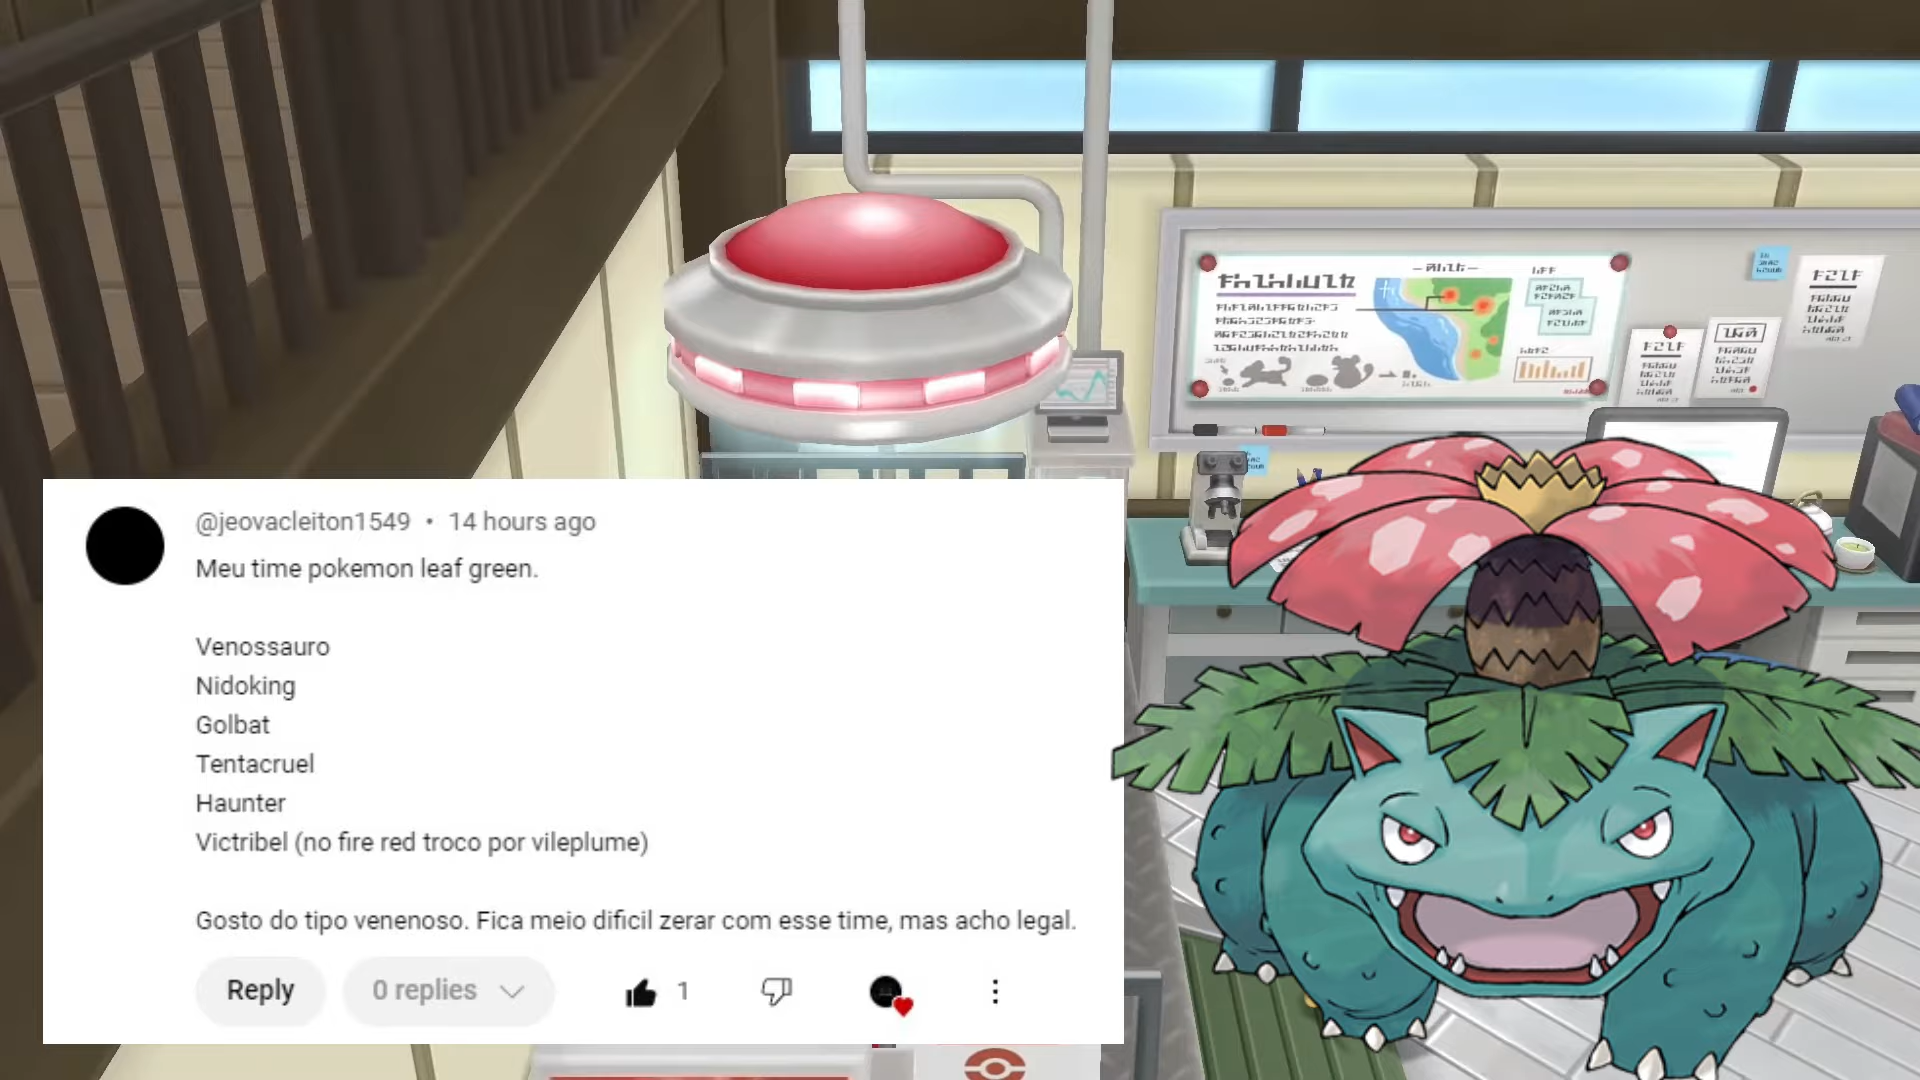 @jeovacleiton1549 • 14 hours ago
Meu time pokemon leaf green.
Venossauro
Nidoking
Golbat
Tentacruel
Haunter
Victribel (no fire red troco por vileplume)
Gosto do tipo venenoso. Fica meio dificil zerar com esse time, mas acho legal.
Reply 0 replies 1